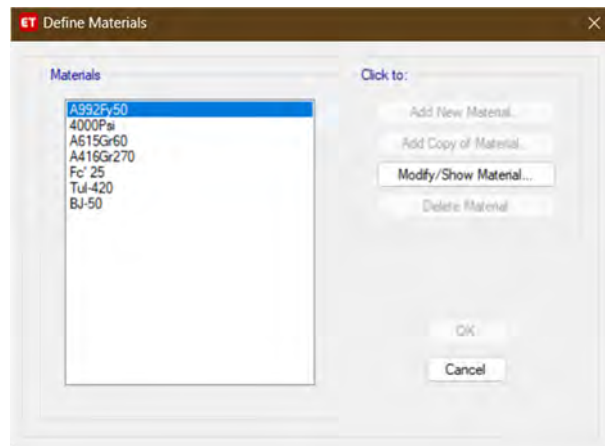 ET Define Materials
Materials
A992Fy50
4000Psi
A615Gr60
A416Gr270
Fc' 25
Tul-420
BJ-50
Click to:
Add New Material...
Add Copy of Material...
Modify/Show Material...
Delete Material
OK
Cancel